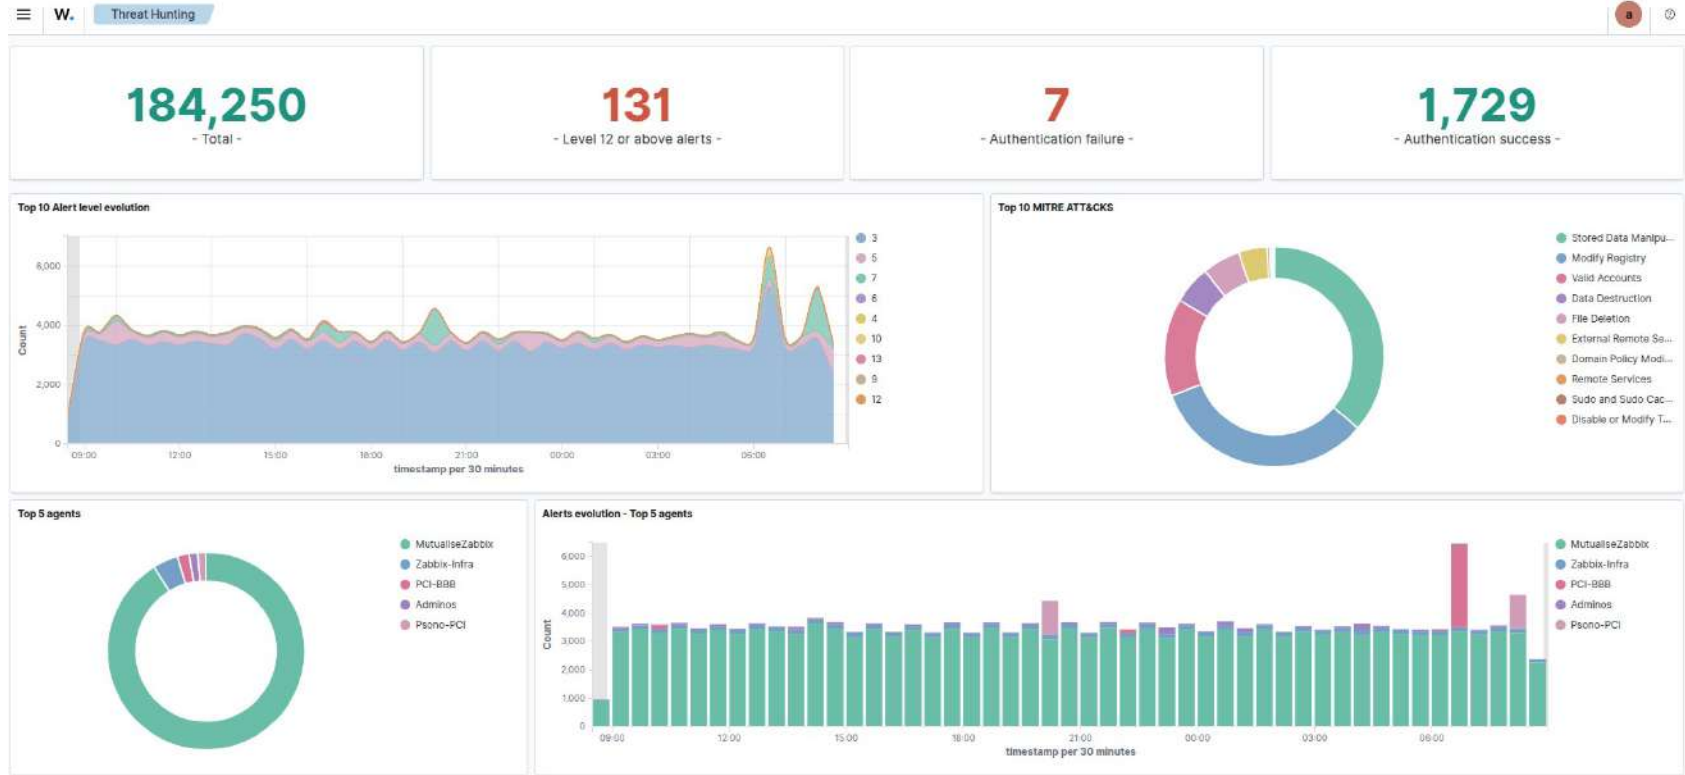 W. Threat Hunting a
184,250
- Total -
131
- Level 12 or above alerts -
7
- Authentication failure -
1,729
- Authentication success -
Top 10 Alert level evolution
6,000
4,000
2,000
0
Count
09:00 12:00 15:00 18:00 21:00 00:00 03:00 06:00
timestamp per 30 minutes
3
5
7
6
4
10
13
9
12
Top 10 MITRE ATT&CKS
Stored Data Manipu...
Modify Registry
Valid Accounts
Data Destruction
File Deletion
External Remote Se...
Domain Policy Modi...
Remote Services
Sudo and Sudo Cac...
Disable or Modify T...
Top 5 agents
MutualiseZabbix
Zabbix-Infra
PCI-BBB
Adminos
Psono-PCI
Alerts evolution - Top 5 agents
6,000
5,000
4,000
3,000
2,000
1,000
0
Count
09:00 12:00 15:00 18:00 21:00 00:00 03:00 06:00
timestamp per 30 minutes
MutualiseZabbix
Zabbix-Infra
PCI-BBB
Adminos
Psono-PCI